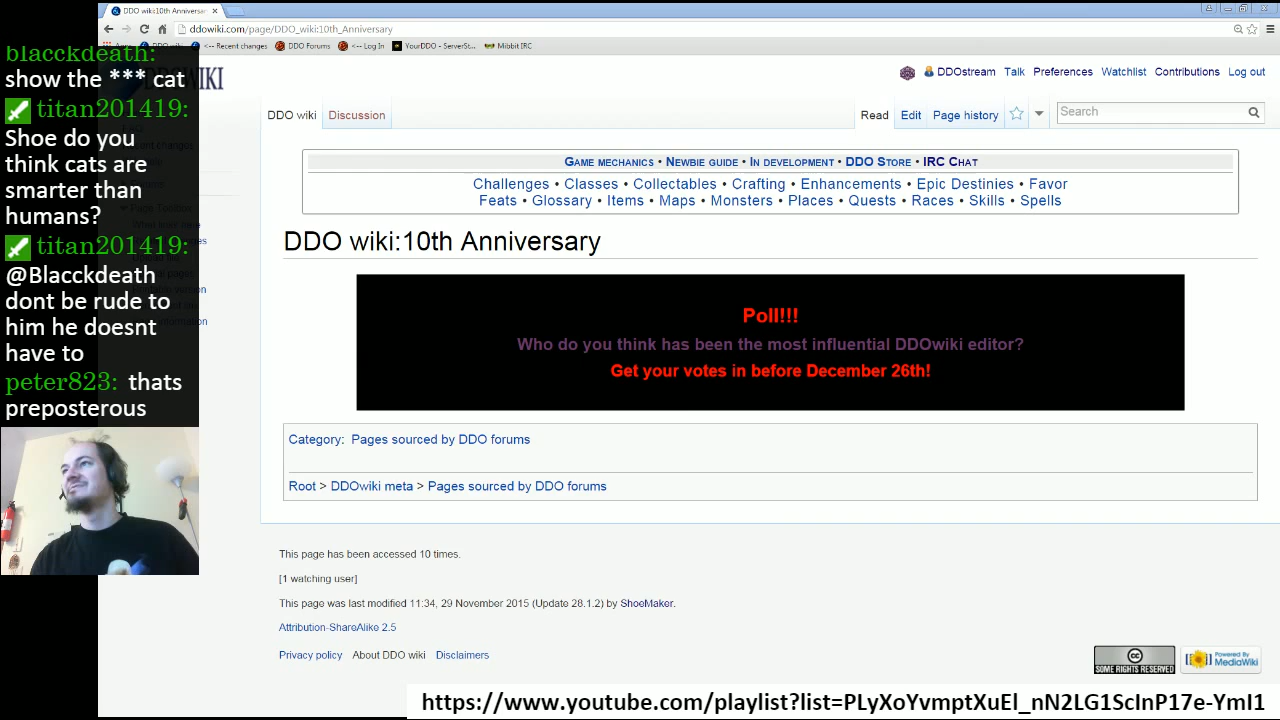 DDO wiki:10th Anniversar
ddowiki.com/page/DDO_wiki:10th_Anniversary
<-- Recent changes
DDO Forums
<-- Log In
YourDDO - ServerSt...
Mibbit IRC
blacckdeath:
show the *** cat
titan201419:
Shoe do you
think cats are
smarter than
humans?
titan201419:
@Blacckdeath
dont be rude to
him he doesnt
have to
peter823: thats
preposterous
DDOstream Talk Preferences Watchlist Contributions Log out
DDO wiki Discussion
Read Edit Page history
Search
Game mechanics • Newbie guide • In development • DDO Store • IRC Chat
Challenges • Classes • Collectables • Crafting • Enhancements • Epic Destinies • Favor
Feats • Glossary • Items • Maps • Monsters • Places • Quests • Races • Skills • Spells
DDO wiki:10th Anniversary
Poll!!!
Who do you think has been the most influential DDOwiki editor?
Get your votes in before December 26th!
Category: Pages sourced by DDO forums
Root > DDOwiki meta > Pages sourced by DDO forums
This page has been accessed 10 times.
[1 watching user]
This page was last modified 11:34, 29 November 2015 (Update 28.1.2) by ShoeMaker.
Attribution-ShareAlike 2.5
Privacy policy About DDO wiki Disclaimers
CC SOME RIGHTS RESERVED
Powered By MediaWiki
https://www.youtube.com/playlist?list=PLyXoYvmptXuEl_nN2LG1ScInP17e-YmI1